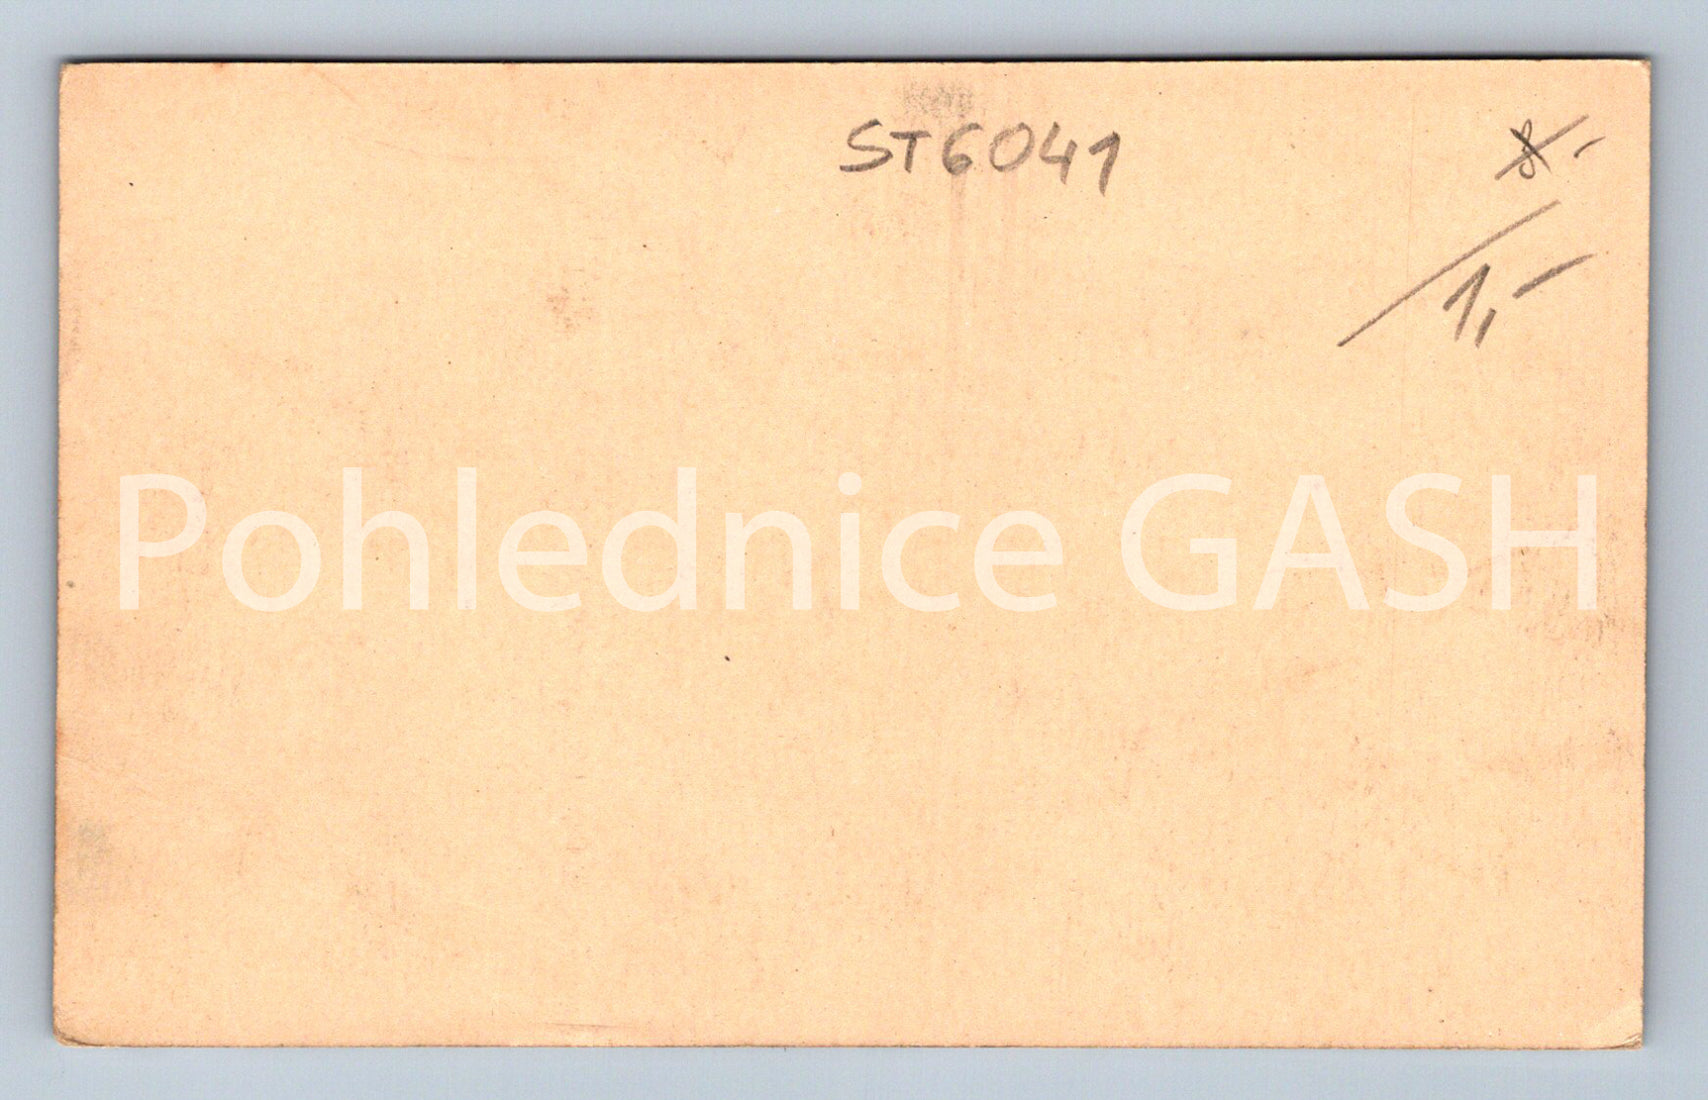 ST6041
8-
1,-
Pohlednice GASH